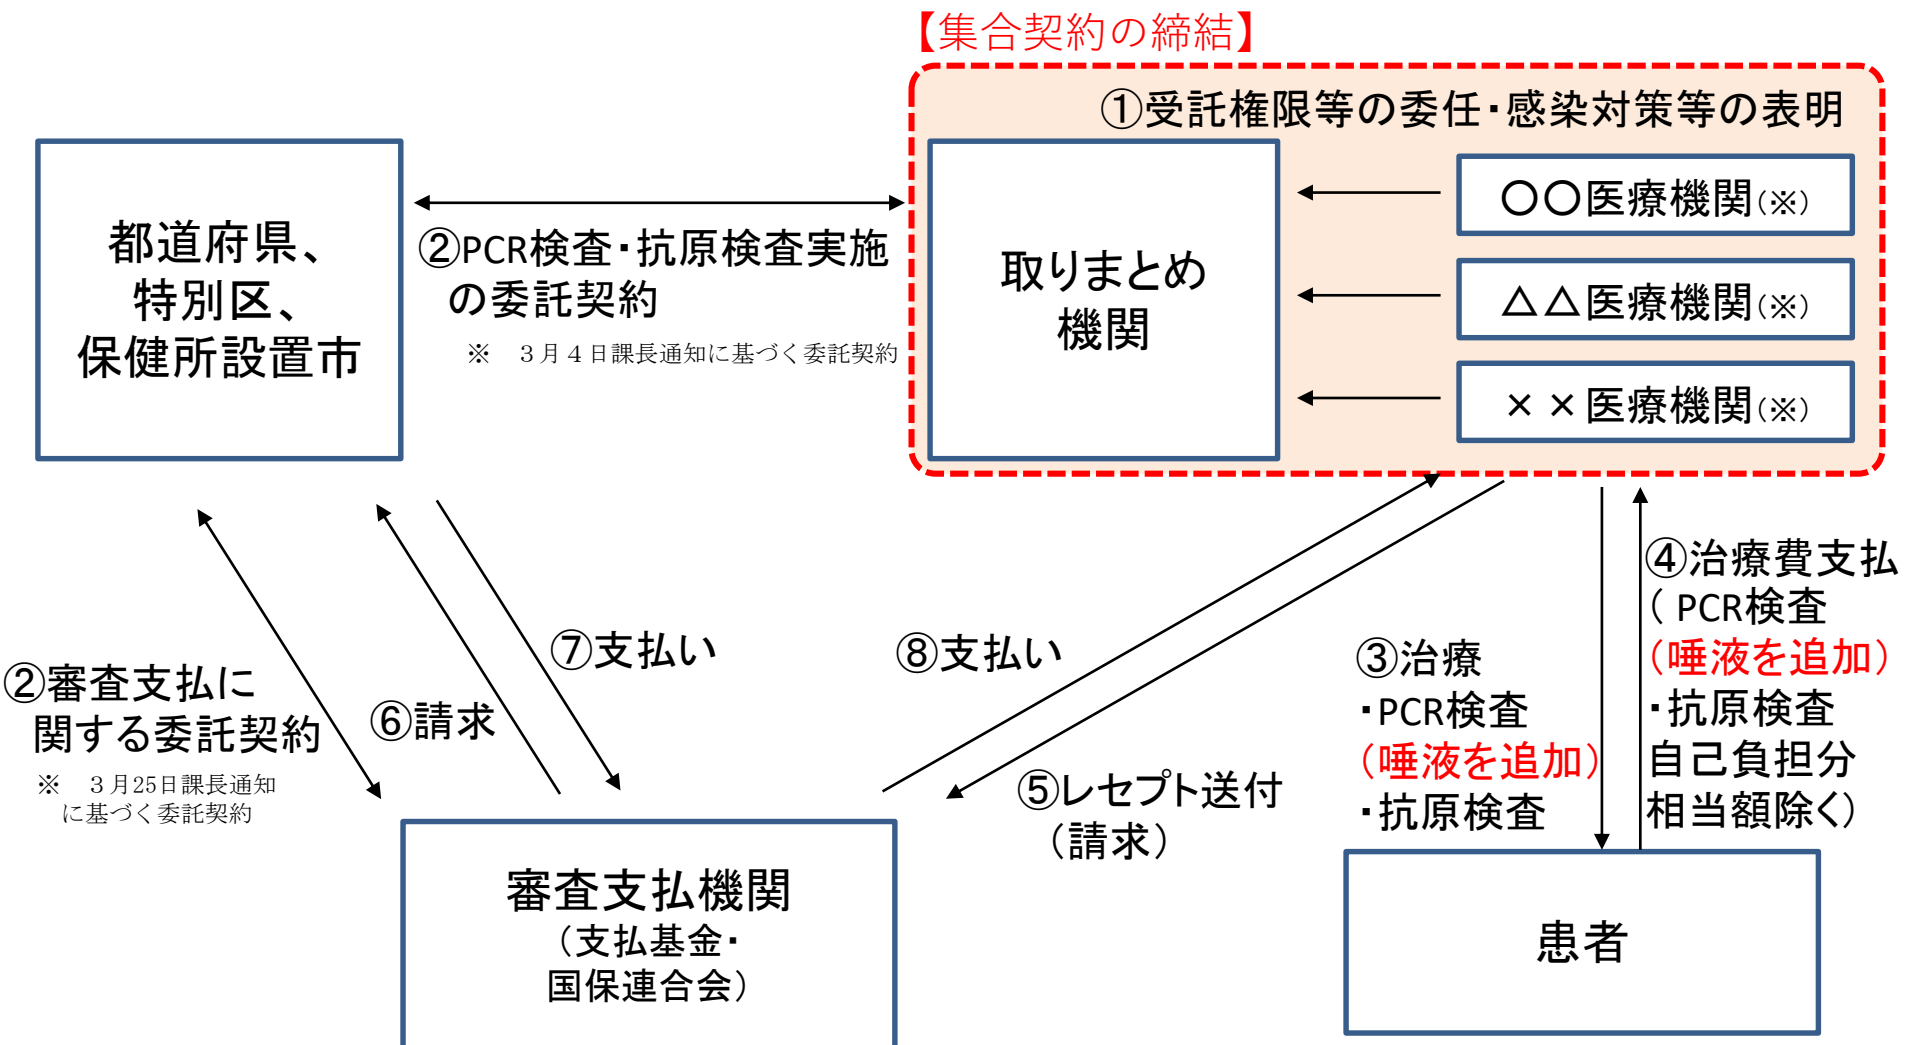 【集合契約の締結】
①受託権限等の委任・感染対策等の表明
都道府県、
特別区、
保健所設置市
②PCR検査・抗原検査実施
の委託契約
※　３月４日課長通知に基づく委託契約
取りまとめ
機関
〇〇医療機関(※)
△△医療機関(※)
××医療機関(※)
②審査支払に
関する委託契約
※　３月25日課長通知
に基づく委託契約
⑥請求
⑦支払い
⑧支払い
⑤レセプト送付
（請求）
③治療
・PCR検査
（唾液を追加）
・抗原検査
④治療費支払
（ PCR検査
（唾液を追加）
・抗原検査
自己負担分
相当額除く）
審査支払機関
（支払基金・
国保連合会）
患者